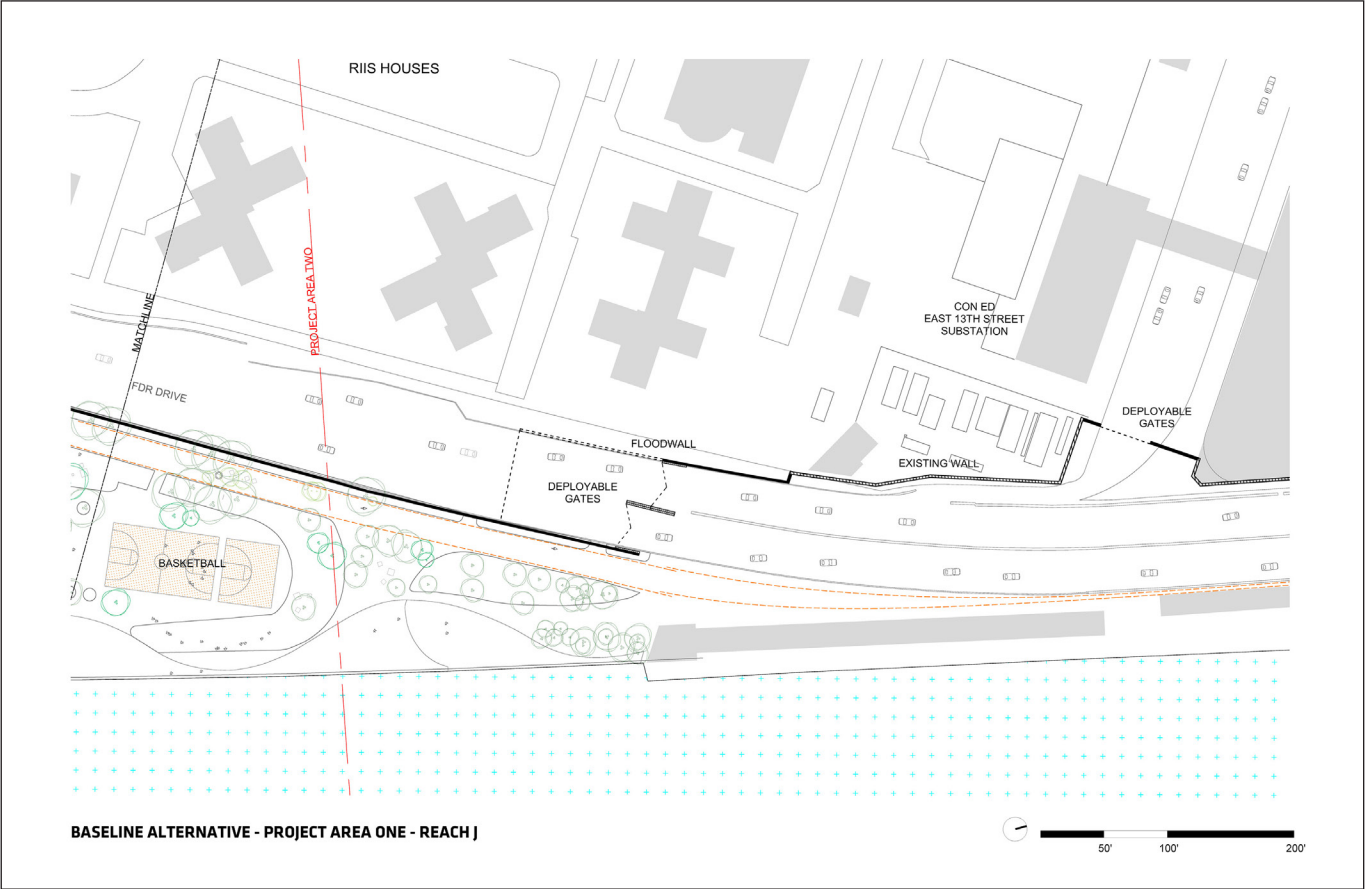 RIIS HOUSES
MATCHLINE
PROJECT AREA TWO
CON ED
EAST 13TH STREET
SUBSTATION
FDR DRIVE
DEPLOYABLE
GATES
FLOODWALL
EXISTING WALL
DEPLOYABLE
GATES
BASKETBALL
BASELINE ALTERNATIVE - PROJECT AREA ONE - REACH J
50' 100' 200'